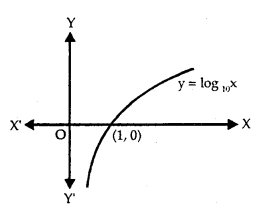 Y
y = log₁₀x
X' O (1, 0) X
Y'